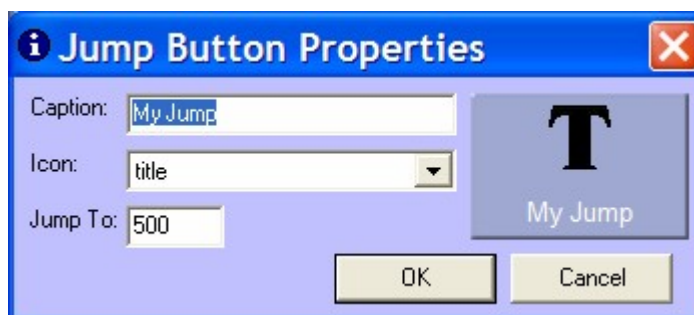 Jump Button Properties
Caption: My Jump
Icon: title
Jump To: 500
T
My Jump
OK Cancel